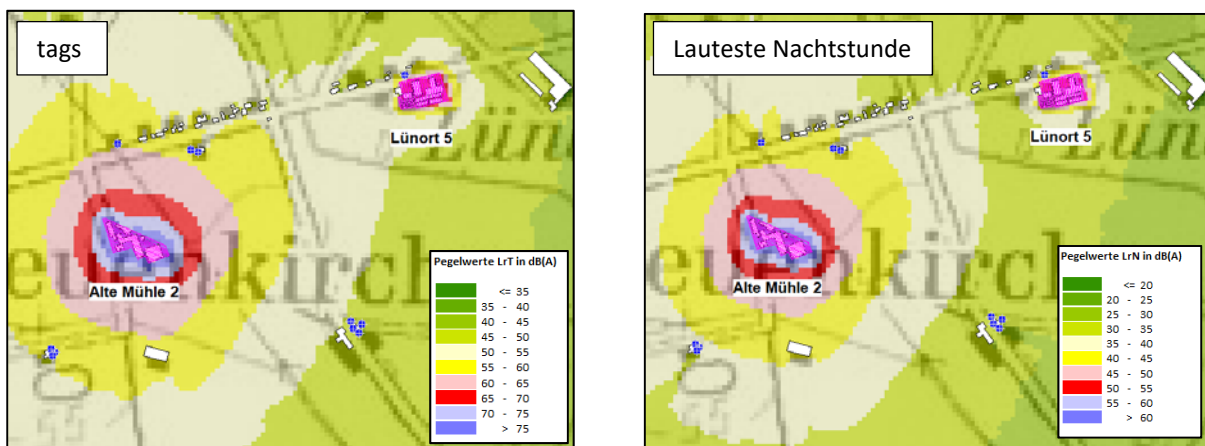 tags
Lünort 5
Lün
Alte Mühle 2
Pegelwerte LrT in dB(A)
<= 35
35 - 40
40 - 45
45 - 50
50 - 55
55 - 60
60 - 65
65 - 70
70 - 75
> 75
Lauteste Nachtstunde
Lünort 5
Lün
Alte Mühle 2
Pegelwerte LrN in dB(A)
<= 20
20 - 25
25 - 30
30 - 35
35 - 40
40 - 45
45 - 50
50 - 55
55 - 60
> 60